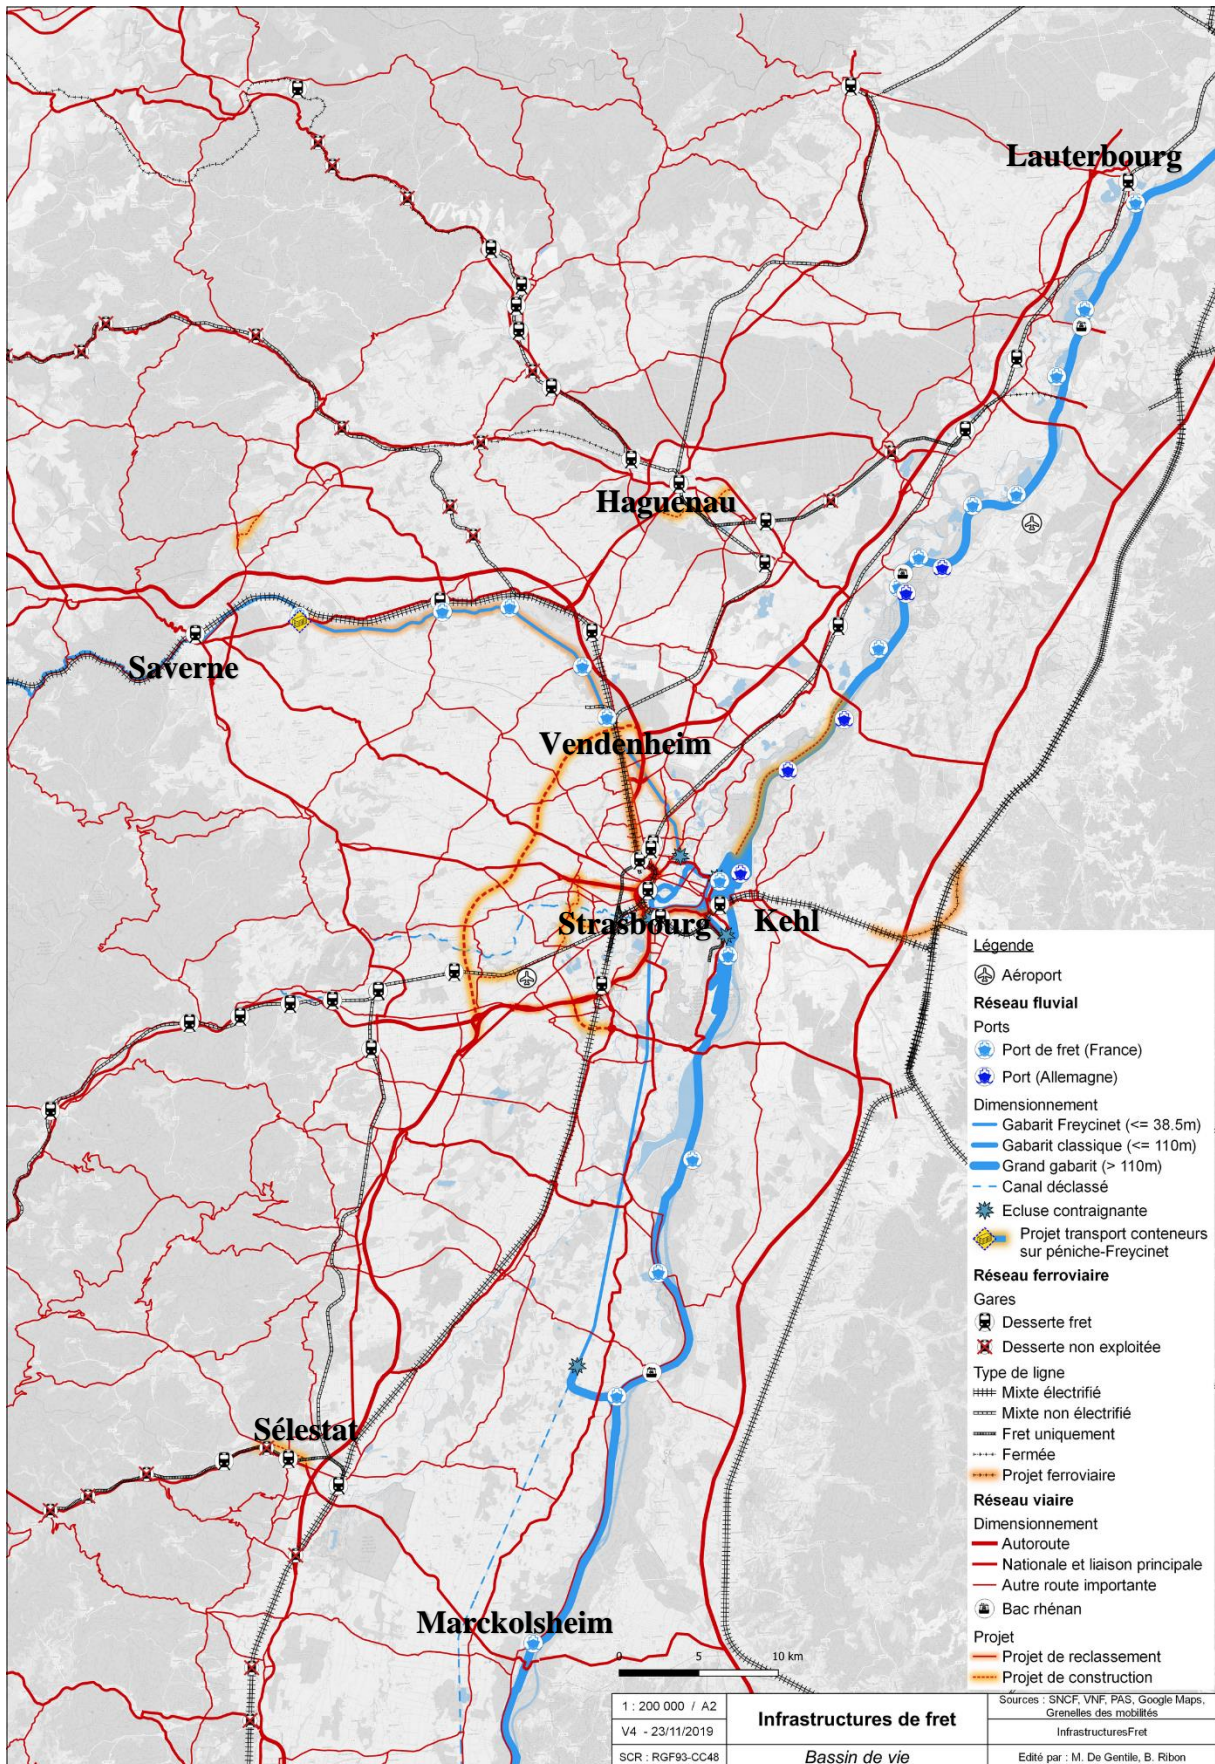 Lauterbourg
Haguenau
Saverne
Vendenheim
Strasbourg
Kehl
Sélestat
Marckolsheim
Légende
Aéroport
Réseau fluvial
Ports
Port de fret (France)
Port (Allemagne)
Dimensionnement
Gabarit Freycinet (<= 38.5m)
Gabarit classique (<= 110m)
Grand gabarit (> 110m)
Canal déclassé
Ecluse contraignante
Projet transport conteneurs
sur péniche-Freycinet
Réseau ferroviaire
Gares
Desserte fret
Desserte non exploitée
Type de ligne
Mixte électrifié
Mixte non électrifié
Fret uniquement
Fermée
Projet ferroviaire
Réseau viaire
Dimensionnement
Autoroute
Nationale et liaison principale
Autre route importante
Bac rhénan
Projet
Projet de reclassement
Projet de construction
0 5 10 km
1 : 200 000 / A2
V4 - 23/11/2019
SCR : RGF93-CC48
Infrastructures de fret
Bassin de vie
Sources : SNCF, VNF, PAS, Google Maps,
Grenelles des mobilités
InfrastructuresFret
Edité par : M. De Gentile, B. Ribon